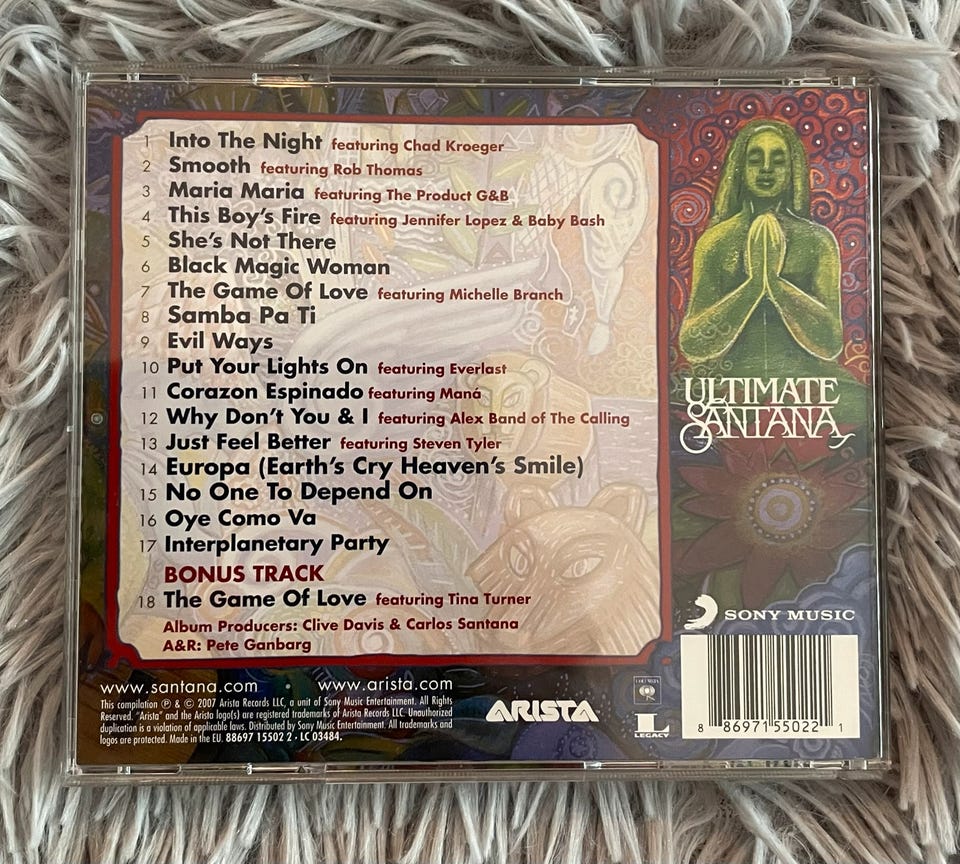 1 Into The Night featuring Chad Kroeger
2 Smooth featuring Rob Thomas
3 Maria Maria featuring The Product G&B
4 This Boy's Fire featuring Jennifer Lopez & Baby Bash
5 She's Not There
6 Black Magic Woman
7 The Game Of Love featuring Michelle Branch
8 Samba Pa Ti
9 Evil Ways
10 Put Your Lights On featuring Everlast
11 Corazon Espinado featuring Maná
12 Why Don't You & I featuring Alex Band of The Calling
13 Just Feel Better featuring Steven Tyler
14 Europa (Earth's Cry Heaven's Smile)
15 No One To Depend On
16 Oye Como Va
17 Interplanetary Party
BONUS TRACK
18 The Game Of Love featuring Tina Turner
Album Producers: Clive Davis & Carlos Santana
A&R: Pete Ganbarg
ULTIMATE
SANTANA
SONY MUSIC
www.santana.com • www.arista.com
This compilation ℗ & © 2007 Arista Records LLC, a unit of Sony Music Entertainment. All Rights
Reserved. "Arista" and the Arista logo(s) are registered trademarks of Arista Records LLC. Unauthorized
duplication is a violation of applicable laws. Distributed by Sony Music Entertainment. All trademarks and
logos are protected. Made in the EU. 88697 15502 2 • LC 03484.
ARISTA
COLUMBIA
L
LEGACY
8 86971 55022 1